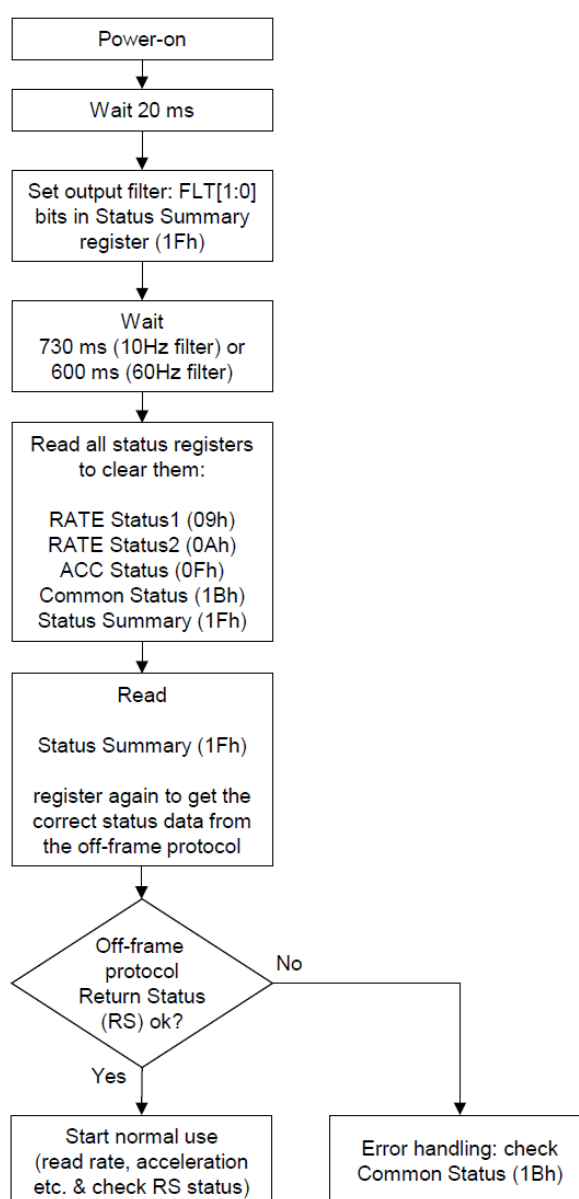 Power-on
Wait 20 ms
Set output filter: FLT[1:0]
bits in Status Summary
register (1Fh)
Wait
730 ms (10Hz filter) or
600 ms (60Hz filter)
Read all status registers
to clear them:
RATE Status1 (09h)
RATE Status2 (0Ah)
ACC Status (0Fh)
Common Status (1Bh)
Status Summary (1Fh)
Read
Status Summary (1Fh)
register again to get the
correct status data from
the off-frame protocol
Off-frame
protocol
Return Status
(RS) ok?
No
Yes
Start normal use
(read rate, acceleration
etc. & check RS status)
Error handling: check
Common Status (1Bh)